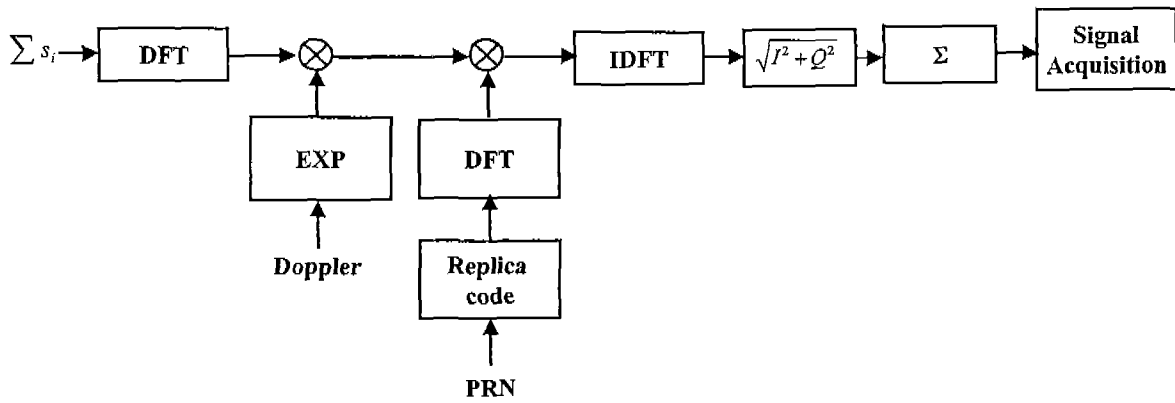 ∑ s_i
DFT
IDFT
√I² + Q²
Σ
Signal
Acquisition
EXP
DFT
Doppler
Replica
code
PRN